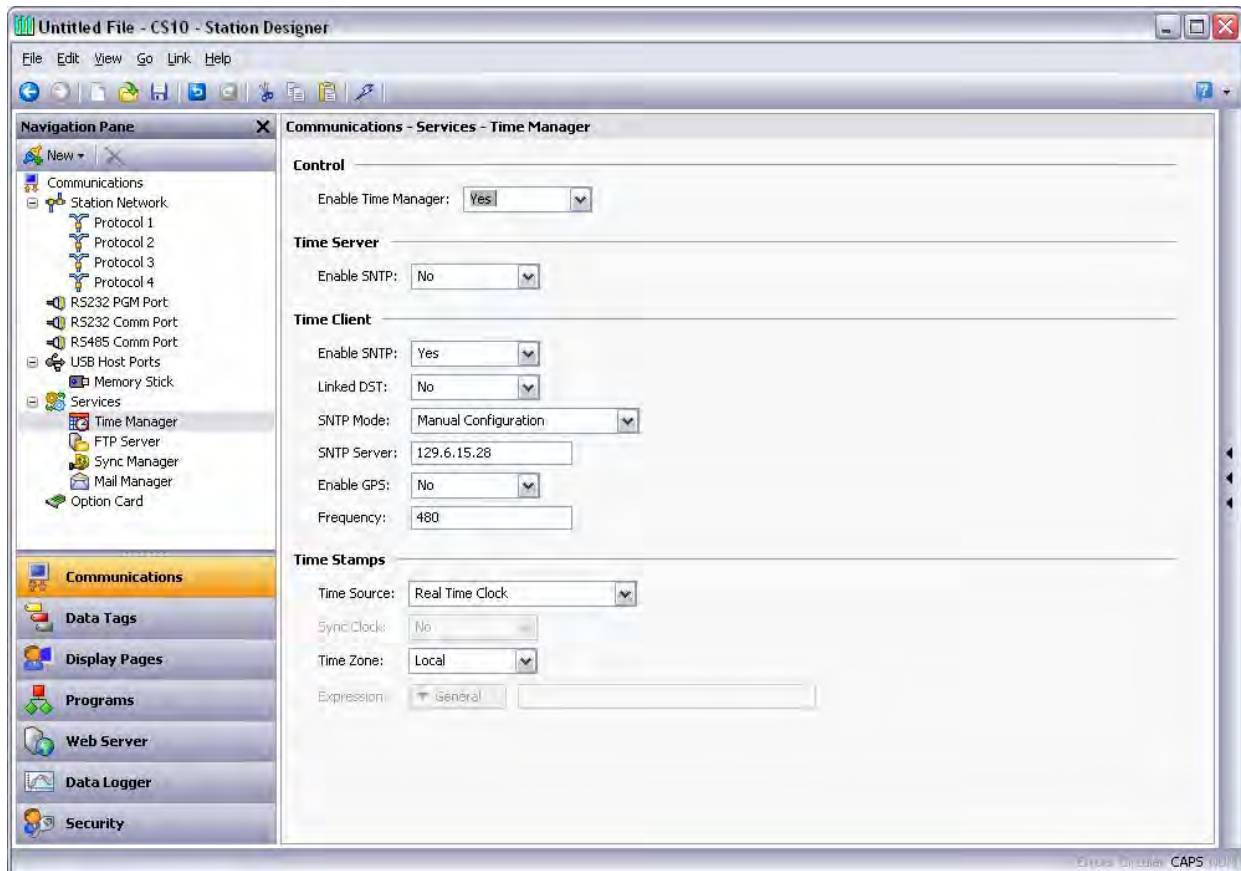 Untitled File - CS10 - Station Designer
File Edit View Go Link Help
Navigation Pane X
New
Communications
Station Network
Protocol 1
Protocol 2
Protocol 3
Protocol 4
RS232 PGM Port
RS232 Comm Port
RS485 Comm Port
USB Host Ports
Memory Stick
Services
Time Manager
FTP Server
Sync Manager
Mail Manager
Option Card
Communications
Data Tags
Display Pages
Programs
Web Server
Data Logger
Security
Communications - Services - Time Manager
Control
Enable Time Manager: Yes
Time Server
Enable SNTP: No
Time Client
Enable SNTP: Yes
Linked DST: No
SNTP Mode: Manual Configuration
SNTP Server: 129.6.15.28
Enable GPS: No
Frequency: 480
Time Stamps
Time Source: Real Time Clock
Sync Clock: No
Time Zone: Local
Expression: General
Circular CAPS